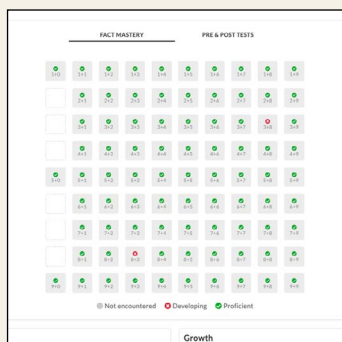 FACT MASTERY PRE & POST TESTS
1+0 1+1 1+2 1+3 1+4 1+5 1+6 1+7 1+8 1+9
2+1 2+2 2+3 2+4 2+5 2+6 2+7 2+8 2+9
3+1 3+2 3+3 3+4 3+5 3+6 3+7 3+8 3+9
4+1 4+2 4+3 4+4 4+5 4+6 4+7 4+8 4+9
5+0 5+1 5+2 5+3 5+4 5+5 5+6 5+7 5+8 5+9
6+1 6+2 6+3 6+4 6+5 6+6 6+7 6+8 6+9
7+1 7+2 7+3 7+4 7+5 7+6 7+7 7+8 7+9
8+1 8+2 8+3 8+4 8+5 8+6 8+7 8+8 8+9
9+0 9+1 9+2 9+3 9+4 9+5 9+6 9+7 9+8 9+9
Not encountered Developing Proficient
Growth